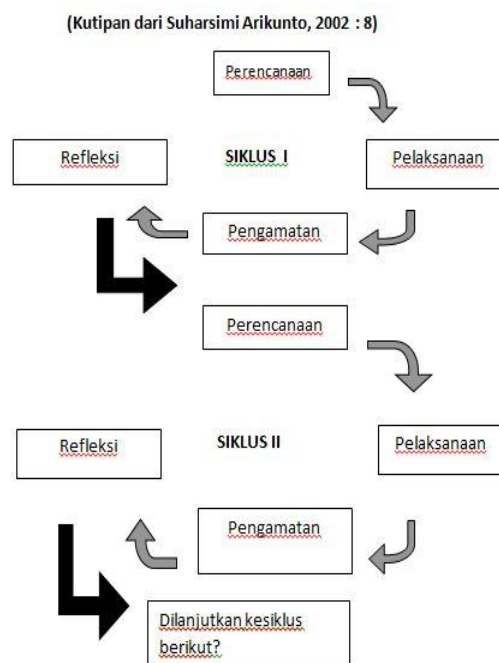 (Kutipan dari Suharsimi Arikunto, 2002 : 8)
Perencanaan
Refleksi
SIKLUS I
Pelaksanaan
Pengamatan
Perencanaan
Refleksi
SIKLUS II
Pelaksanaan
Pengamatan
Dilanjutkan kesiklus
berikut?